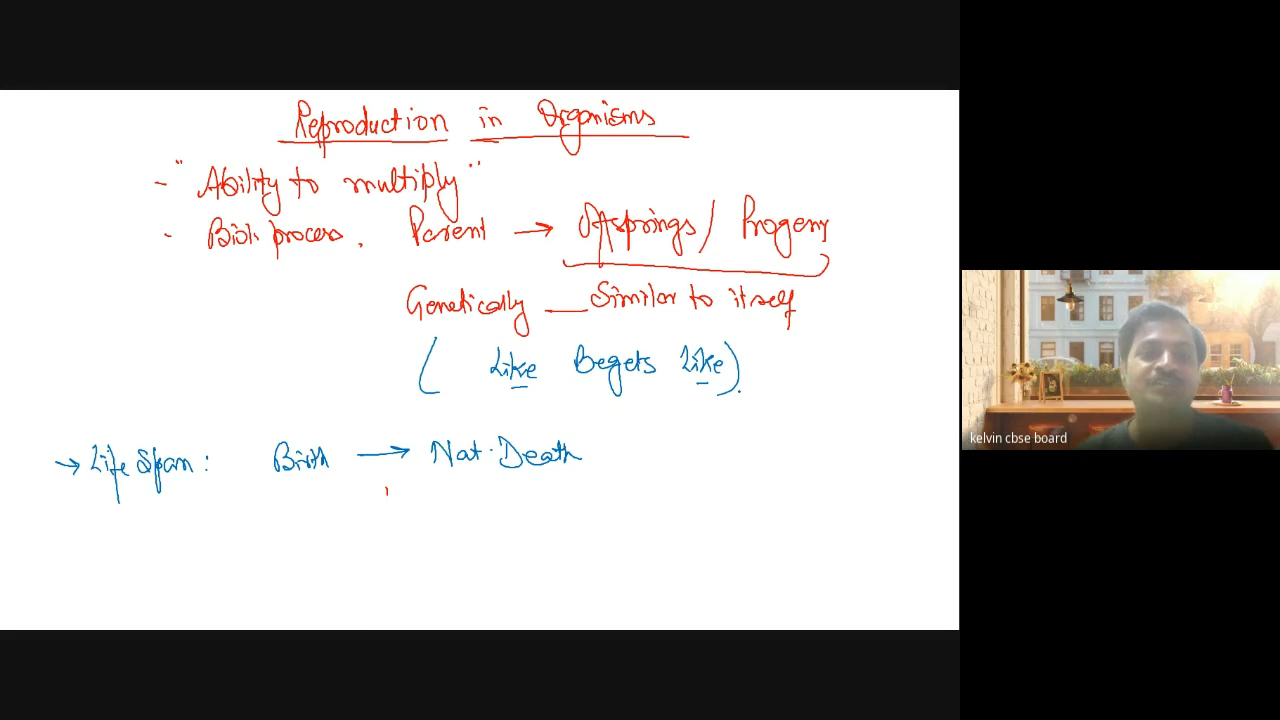 Reproduction in Organisms
- "Ability to multiply"
- Biol. process. Parent → Offsprings / Progeny
Genetically __ Similar to itself
( Like Begets Like).
→ Life Span : Birth → Nat. Death
kelvin cbse board